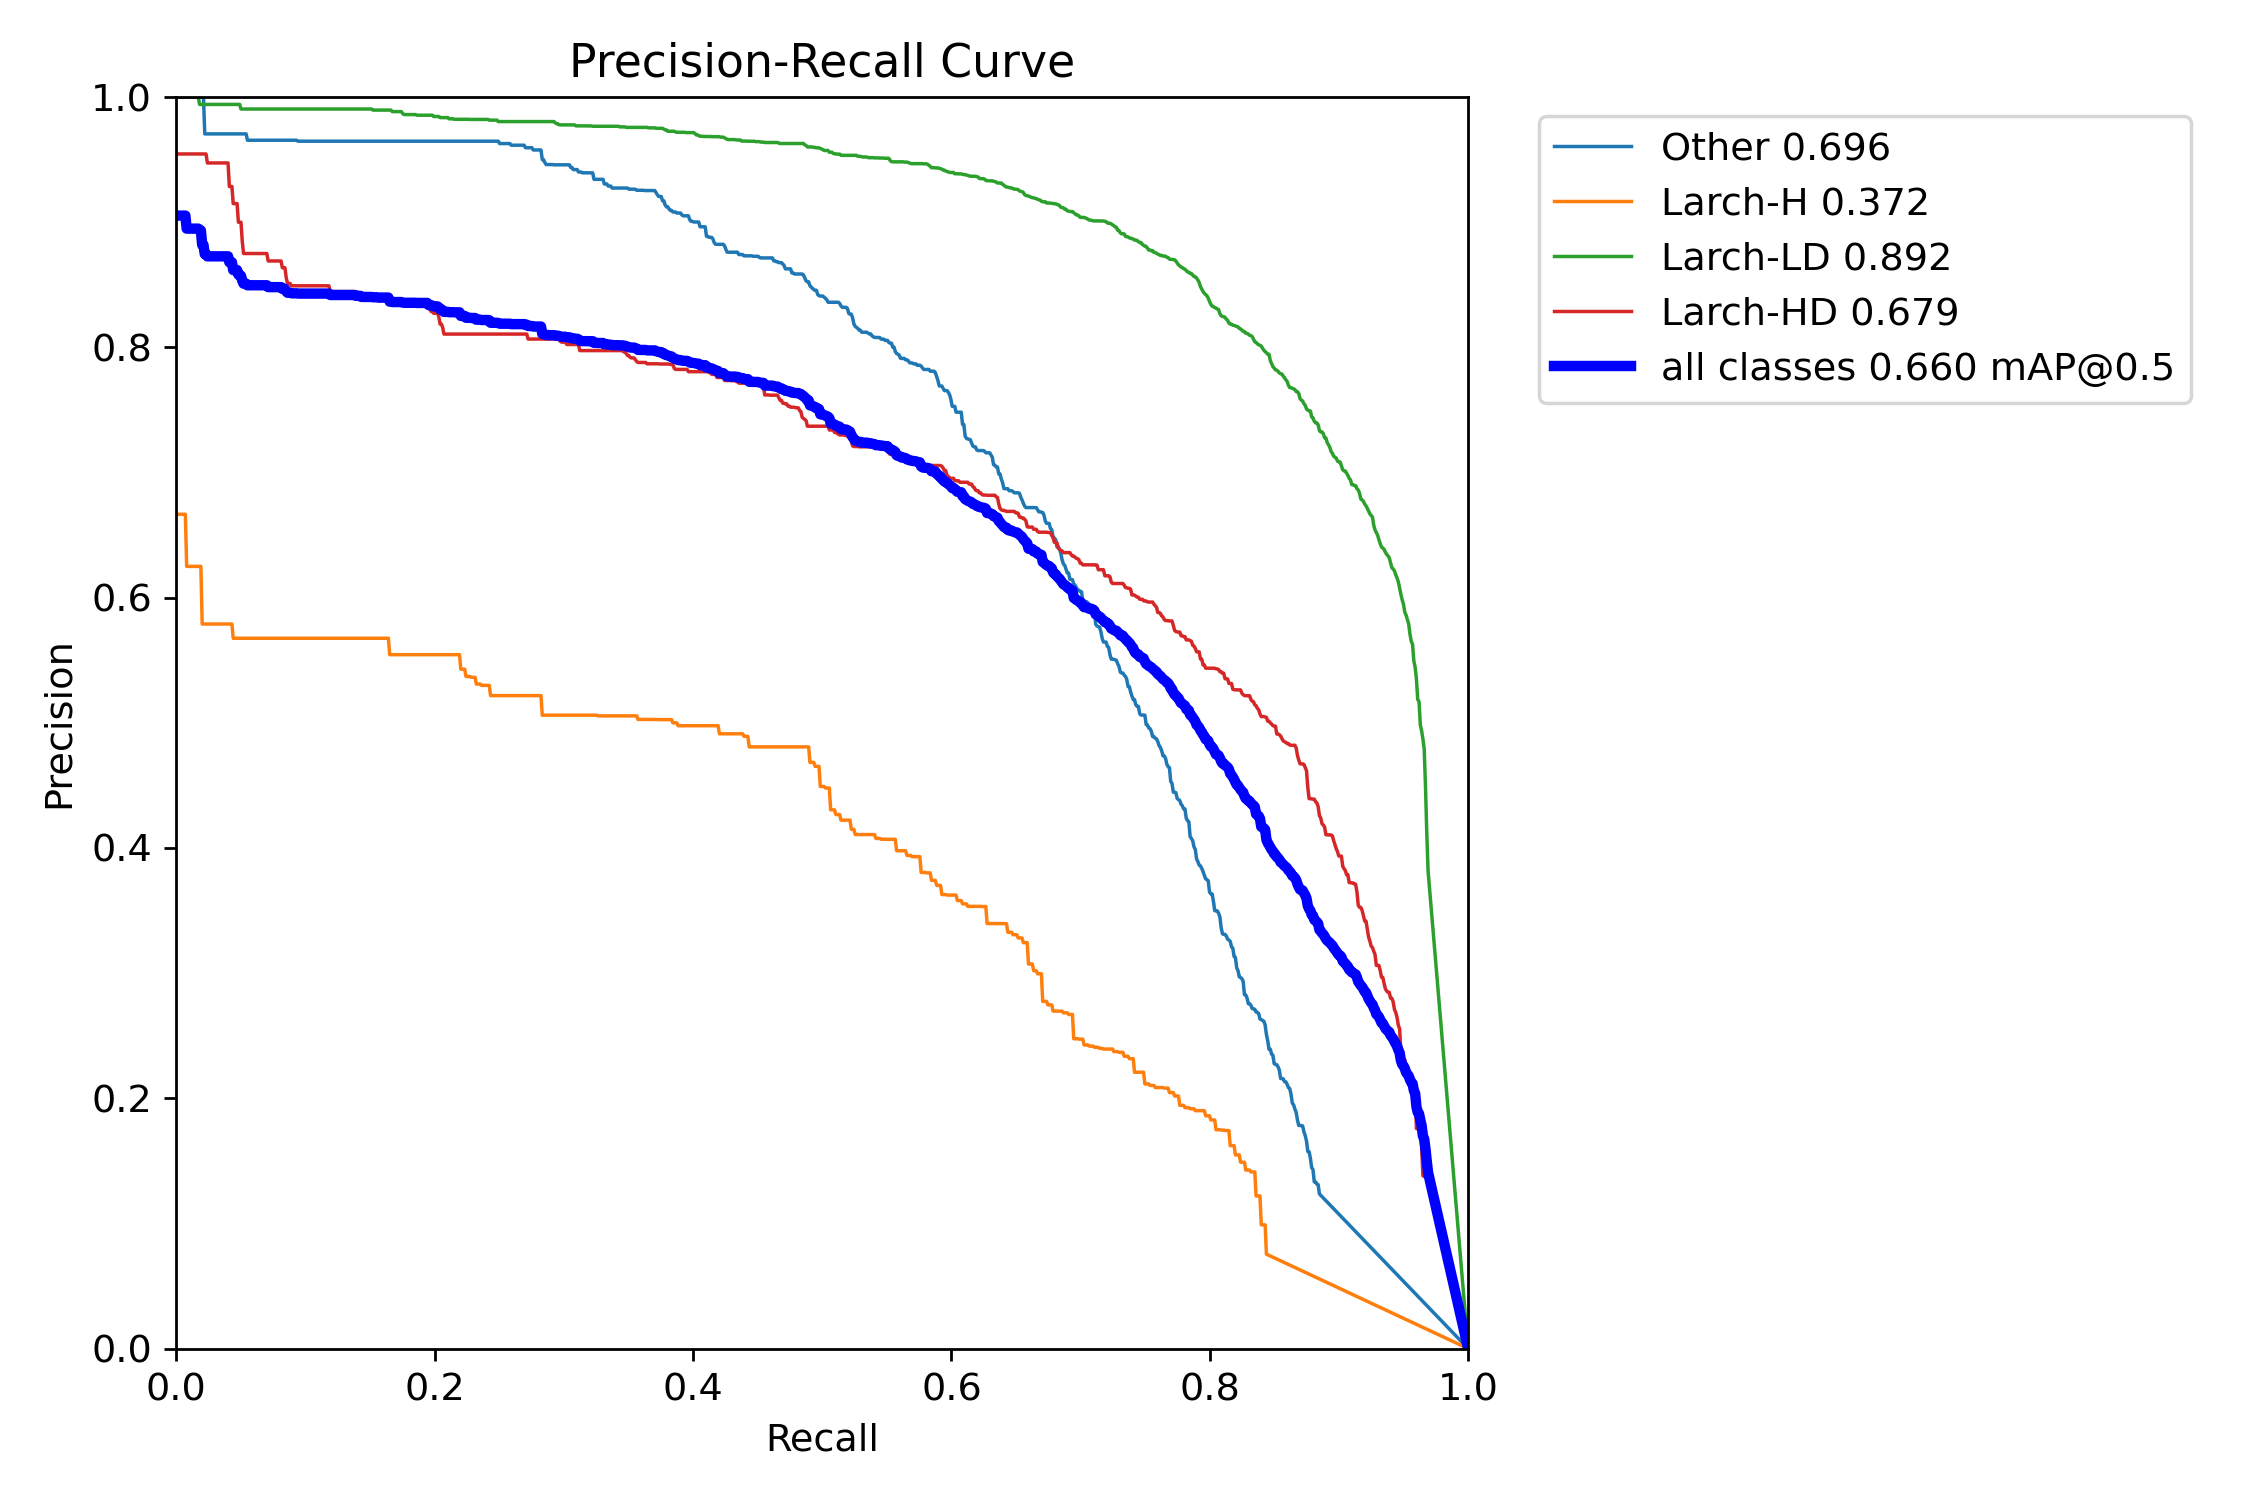 Precision-Recall Curve
1.0
0.8
0.6
0.4
0.2
0.0
Precision
0.0 0.2 0.4 0.6 0.8 1.0
Recall
Other 0.696
Larch-H 0.372
Larch-LD 0.892
Larch-HD 0.679
all classes 0.660 mAP@0.5